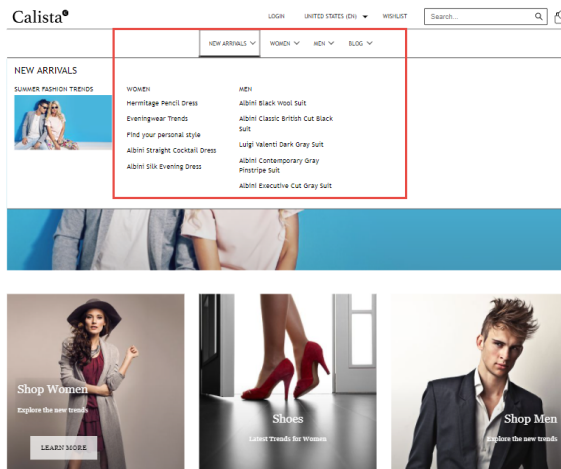 Calista
LOGIN UNITED STATES (EN) WISHLIST Search...
NEW ARRIVALS WOMEN MEN BLOG
NEW ARRIVALS
SUMMER FASHION TRENDS
WOMEN
Hermitage Pencil Dress
Eveningwear Trends
Find your personal style
Albini Straight Cocktail Dress
Albini Silk Evening Dress
MEN
Albini Black Wool Suit
Albini Classic British Cut Black
Suit
Luigi Valenti Dark Gray Suit
Albini Contemporary Gray
Pinstripe Suit
Albini Executive Cut Gray Suit
Shop Women
Explore the new trends
LEARN MORE
Shoes
Latest Trends for Women
Shop Men
Explore the new trends